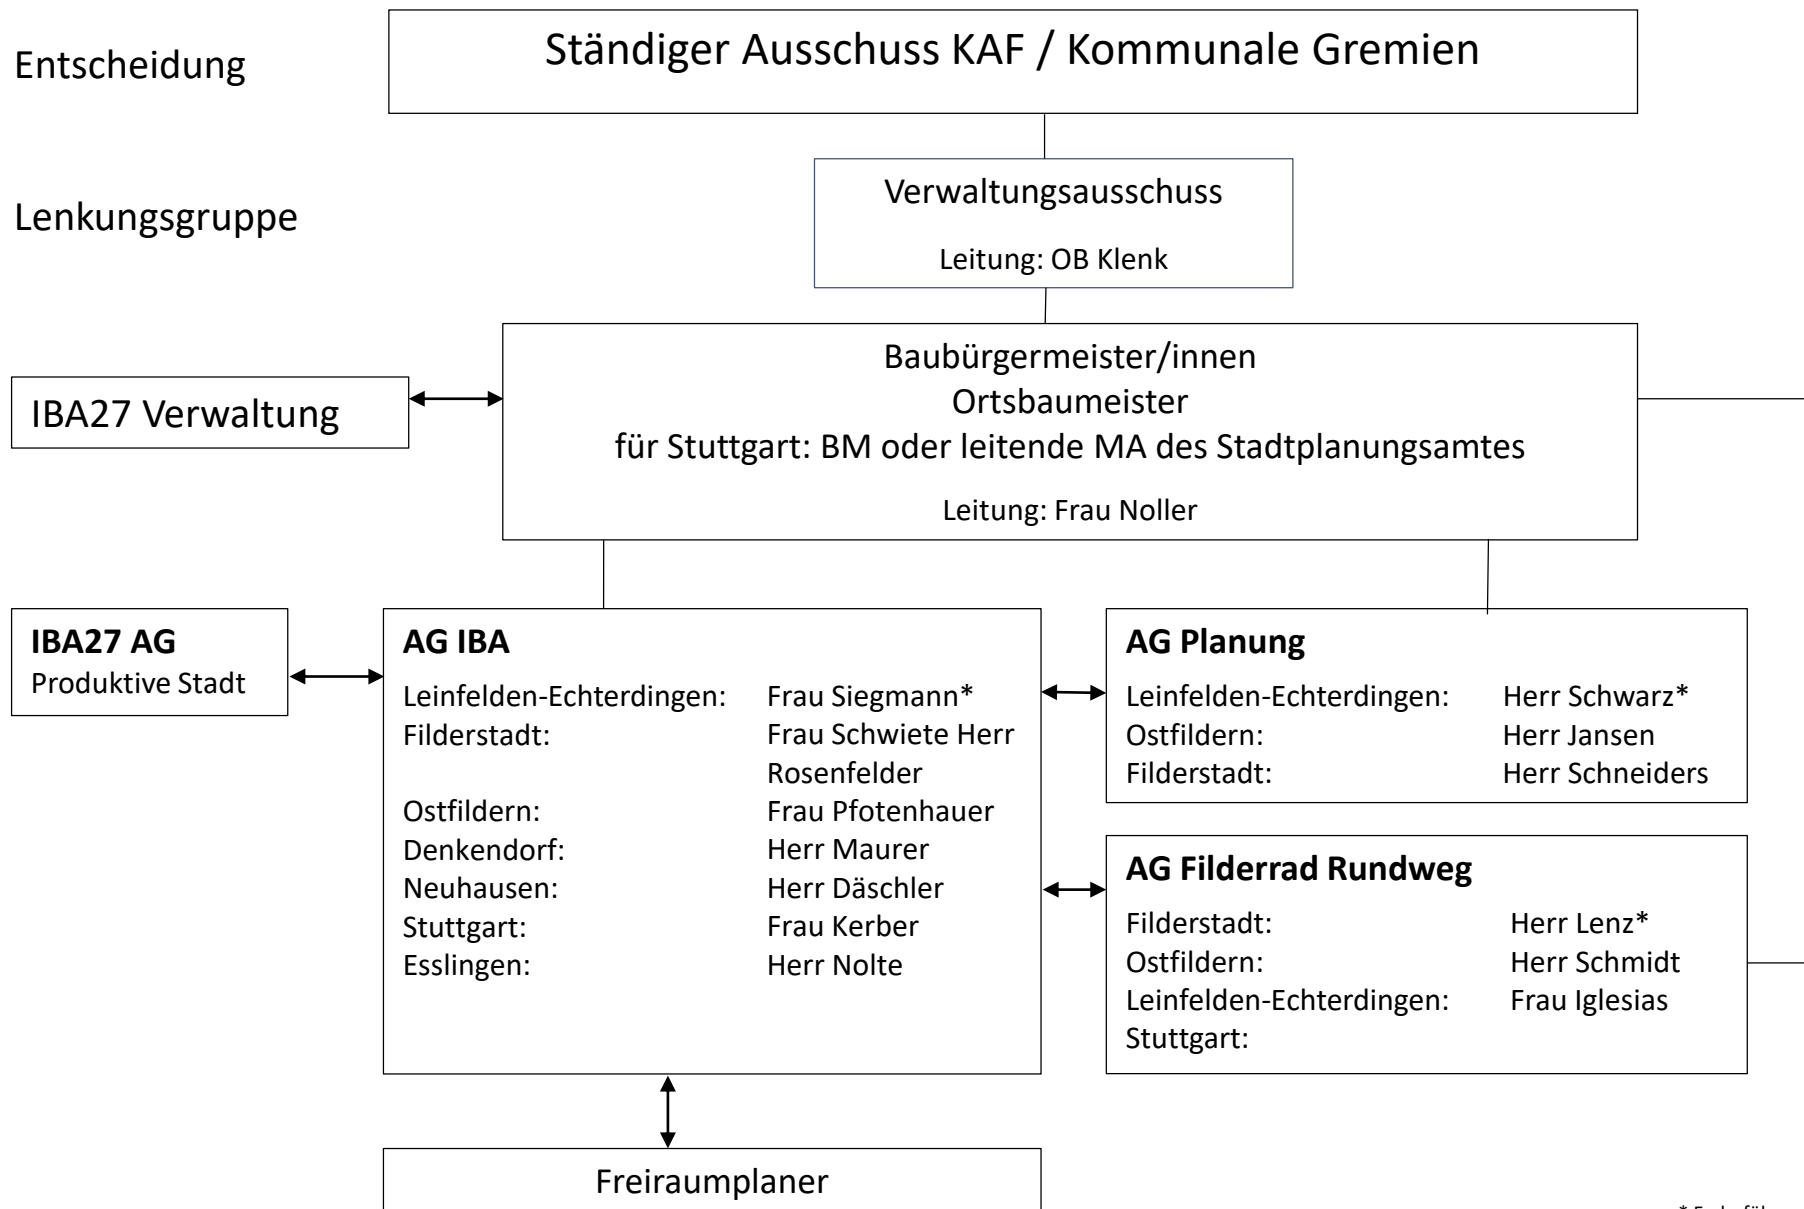 Entscheidung
Ständiger Ausschuss KAF / Kommunale Gremien
Lenkungsgruppe
Verwaltungsausschuss
Leitung: OB Klenk
IBA27 Verwaltung
Baubürgermeister/innen
Ortsbaumeister
für Stuttgart: BM oder leitende MA des Stadtplanungsamtes
Leitung: Frau Noller
IBA27 AG
Produktive Stadt
AG IBA
Leinfelden-Echterdingen: Frau Siegmann*
Filderstadt: Frau Schwiete Herr
Rosenfelder
Ostfildern: Frau Pfotenhauer
Denkendorf: Herr Maurer
Neuhausen: Herr Däschler
Stuttgart: Frau Kerber
Esslingen: Herr Nolte
AG Planung
Leinfelden-Echterdingen: Herr Schwarz*
Ostfildern: Herr Jansen
Filderstadt: Herr Schneiders
AG Filderrad Rundweg
Filderstadt: Herr Lenz*
Ostfildern: Herr Schmidt
Leinfelden-Echterdingen: Frau Iglesias
Stuttgart:
Freiraumplaner